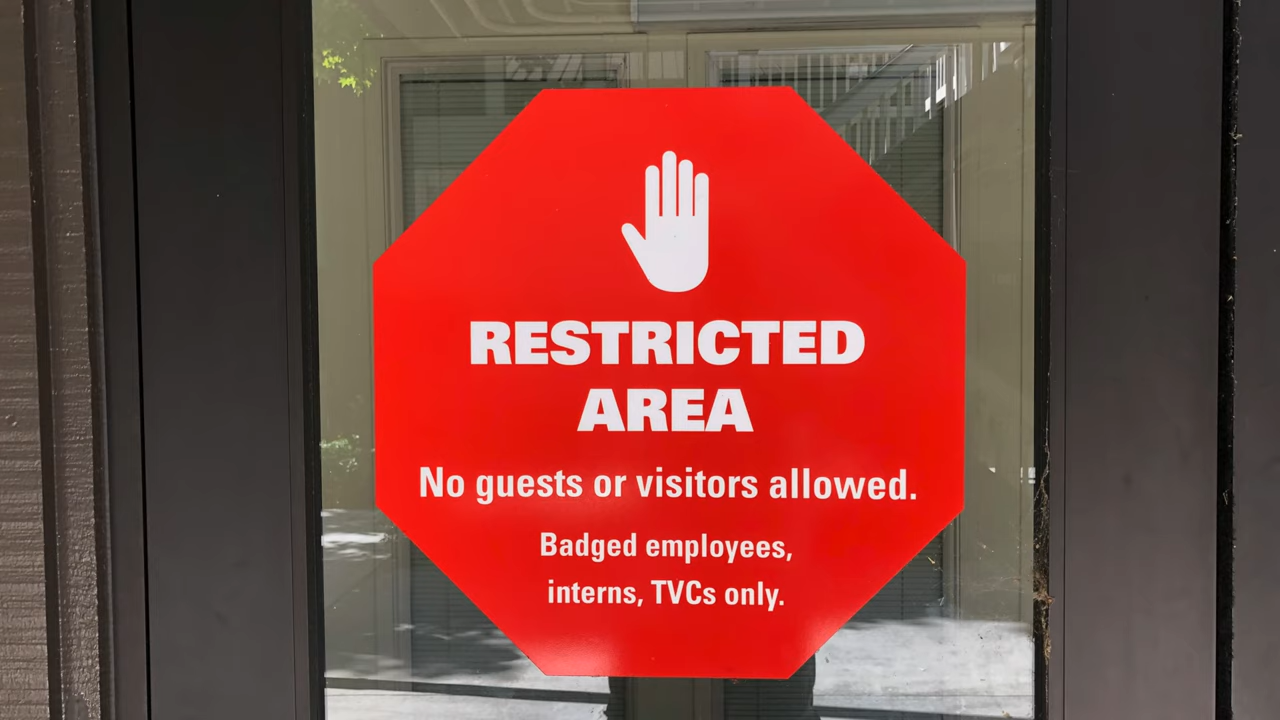 RESTRICTED
AREA
No guests or visitors allowed.
Badged employees,
interns, TVCs only.